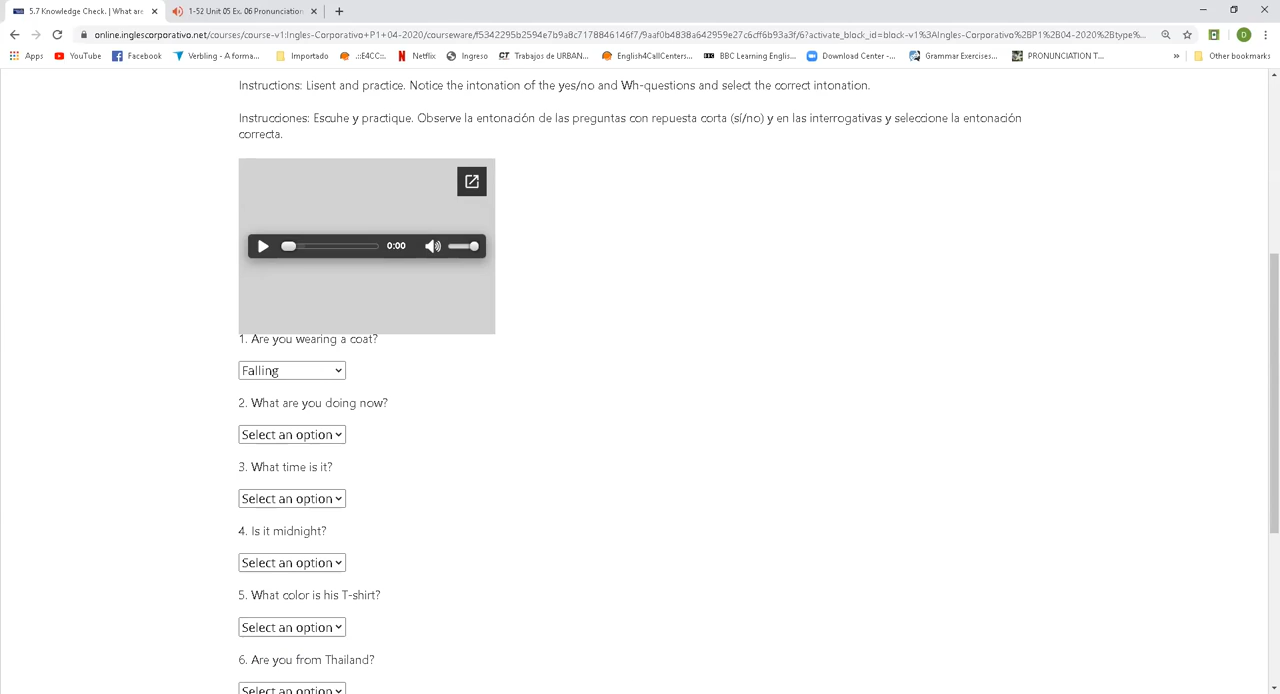 5.7 Knowledge Check. | What are
1-52 Unit 05 Ex. 06 Pronunciation
online.inglescorporativo.net/courses/course-v1:Ingles-Corporativo+P1+04-2020/courseware/f5342295b2594e7b9a8c7178846146f7/9aaf0b4838a642959e27c6cff6b93a3f/6?activate_block_id=block-v1%3AIngles-Corporativo%2BP1%2B04-2020%2Btype%...
D
Apps YouTube Facebook Verbling - A forma... Importado .::E4CC::. Netflix Ingreso Trabajos de URBAN... English4CallCenters... BBC Learning Englis... Download Center -... Grammar Exercises... PRONUNCIATION T... » Other bookmarks
Instructions: Lisent and practice. Notice the intonation of the yes/no and Wh-questions and select the correct intonation.
Instrucciones: Escuhe y practique. Observe la entonación de las preguntas con repuesta corta (sí/no) y en las interrogativas y seleccione la entonación
correcta.
0:00
1. Are you wearing a coat?
Falling
2. What are you doing now?
Select an option
3. What time is it?
Select an option
4. Is it midnight?
Select an option
5. What color is his T-shirt?
Select an option
6. Are you from Thailand?
Select an option